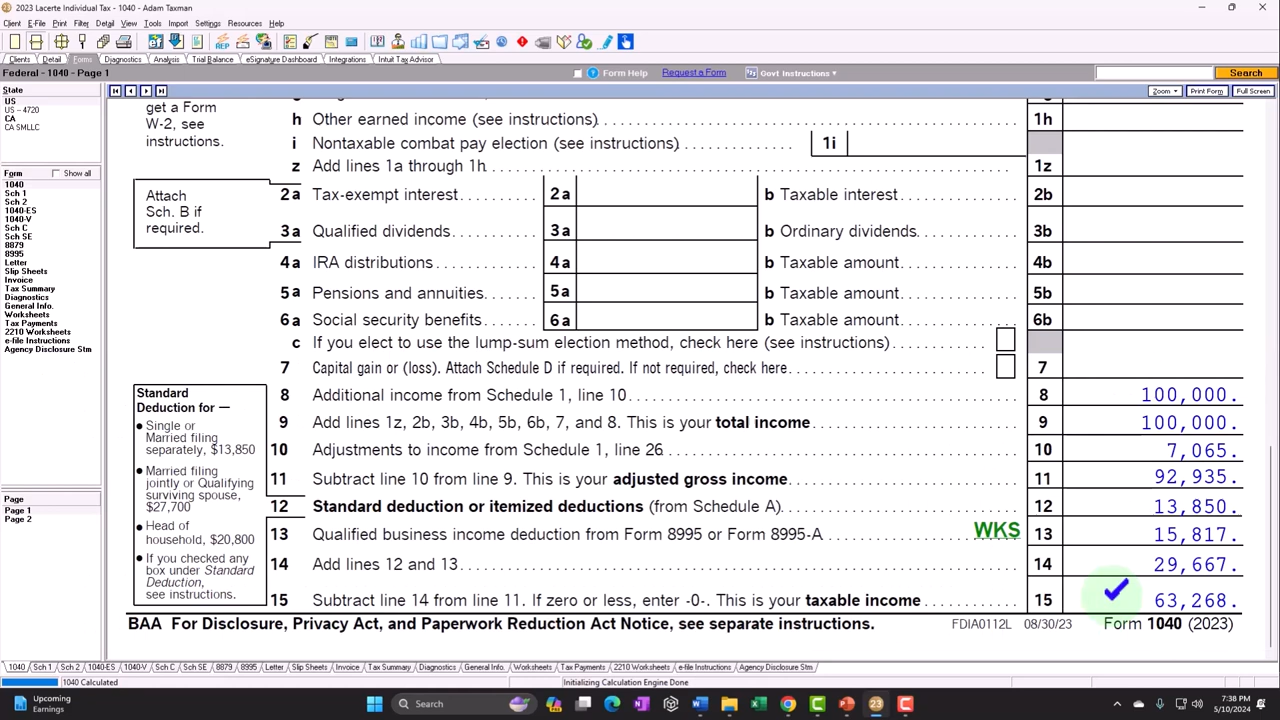 2023 Lacerte Individual Tax - 1040 - Adam Taxman
Client E-File Print Filter Detail View Tools Import Settings Resources Help
Clients Detail Forms Diagnostics Analysis Trial Balance eSignature Dashboard Integrations Intuit Tax Advisor
Federal - 1040 - Page 1
Form Help Request a Form Govt Instructions Search
State
US
US - 4720
CA
CA SMLLC
Form Show all
1040
Sch 1
Sch 2
1040-ES
1040-V
Sch C
Sch SE
8879
8995
Letter
Slip Sheets
Invoice
Tax Summary
Diagnostics
General Info.
Worksheets
Tax Payments
2210 Worksheets
e-file Instructions
Agency Disclosure Stm
Page
Page 1
Page 2
Zoom Print Form Full Screen
get a Form
W-2, see
instructions.
h Other earned income (see instructions) 1h
i Nontaxable combat pay election (see instructions) 1i
z Add lines 1a through 1h 1z
Attach
Sch. B if
required.
2a Tax-exempt interest 2a b Taxable interest 2b
3a Qualified dividends 3a b Ordinary dividends 3b
4a IRA distributions 4a b Taxable amount 4b
5a Pensions and annuities 5a b Taxable amount 5b
6a Social security benefits 6a b Taxable amount 6b
c If you elect to use the lump-sum election method, check here (see instructions)
7 Capital gain or (loss). Attach Schedule D if required. If not required, check here 7
Standard
Deduction for —
• Single or
Married filing
separately, $13,850
• Married filing
jointly or Qualifying
surviving spouse,
$27,700
• Head of
household, $20,800
• If you checked any
box under Standard
Deduction,
see instructions.
8 Additional income from Schedule 1, line 10 8 100,000.
9 Add lines 1z, 2b, 3b, 4b, 5b, 6b, 7, and 8. This is your total income 9 100,000.
10 Adjustments to income from Schedule 1, line 26 10 7,065.
11 Subtract line 10 from line 9. This is your adjusted gross income 11 92,935.
12 Standard deduction or itemized deductions (from Schedule A) 12 13,850.
13 Qualified business income deduction from Form 8995 or Form 8995-A WKS 13 15,817.
14 Add lines 12 and 13 14 29,667.
15 Subtract line 14 from line 11. If zero or less, enter -0-. This is your taxable income 15 63,268.
BAA For Disclosure, Privacy Act, and Paperwork Reduction Act Notice, see separate instructions. FDIA0112L 08/30/23 Form 1040 (2023)
1040 Sch 1 Sch 2 1040-ES 1040-V Sch C Sch SE 8879 8995 Letter Slip Sheets Invoice Tax Summary Diagnostics General Info. Worksheets Tax Payments 2210 Worksheets e-file Instructions Agency Disclosure Stm
1040 Calculated Initializing Calculation Engine Done
Upcoming
Earnings
Search
7:38 PM
5/10/2024